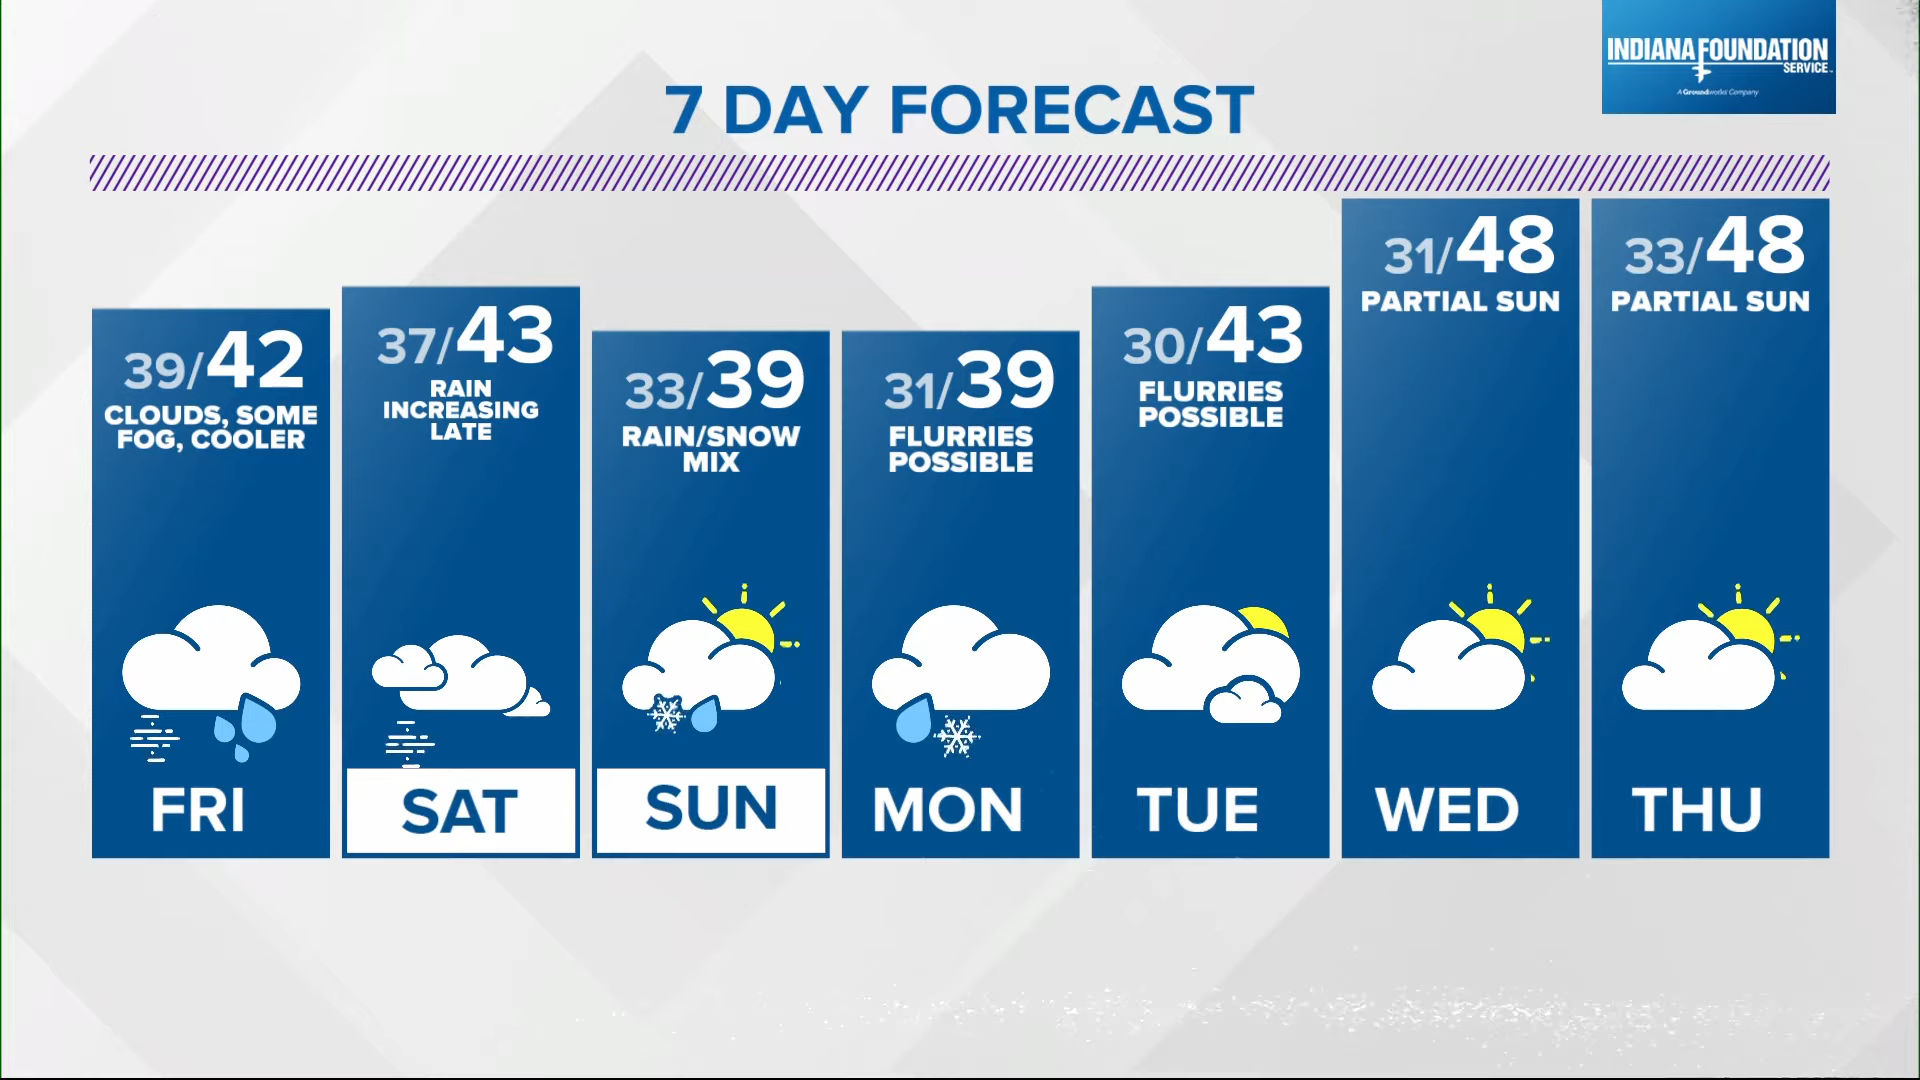 INDIANA FOUNDATION
SERVICE
A Groundworks Company
7 DAY FORECAST
39/42
CLOUDS, SOME
FOG, COOLER
FRI
37/43
RAIN
INCREASING
LATE
SAT
33/39
RAIN/SNOW
MIX
SUN
31/39
FLURRIES
POSSIBLE
MON
30/43
FLURRIES
POSSIBLE
TUE
31/48
PARTIAL SUN
WED
33/48
PARTIAL SUN
THU